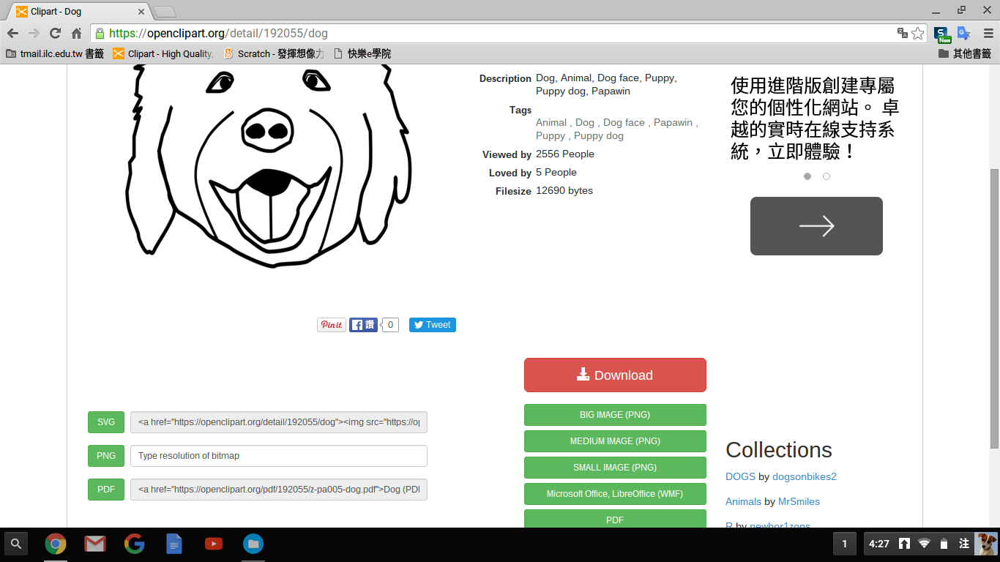 Clipart - Dog
https://openclipart.org/detail/192055/dog
New
tmail.ilc.edu.tw 書籤
Clipart - High Quality,
Scratch - 發揮想像力
快樂e學院
其他書籤
Description Dog, Animal, Dog face, Puppy,
Puppy dog, Papawin
Tags
Animal , Dog , Dog face , Papawin ,
Puppy , Puppy dog
Viewed by 2556 People
Loved by 5 People
Filesize 12690 bytes
使用進階版創建專屬
您的個性化網站。 卓
越的實時在線支持系
統，立即體驗！
Pin it
讚
0
Tweet
Download
SVG <a href="https://openclipart.org/detail/192055/dog"><img src="https://op
PNG Type resolution of bitmap
PDF <a href="https://openclipart.org/pdf/192055/z-pa005-dog.pdf">Dog (PDI
BIG IMAGE (PNG)
MEDIUM IMAGE (PNG)
SMALL IMAGE (PNG)
Microsoft Office, LibreOffice (WMF)
PDF
Collections
DOGS by dogsonbikes2
Animals by MrSmiles
R by newhor1zons
1
4:27
注